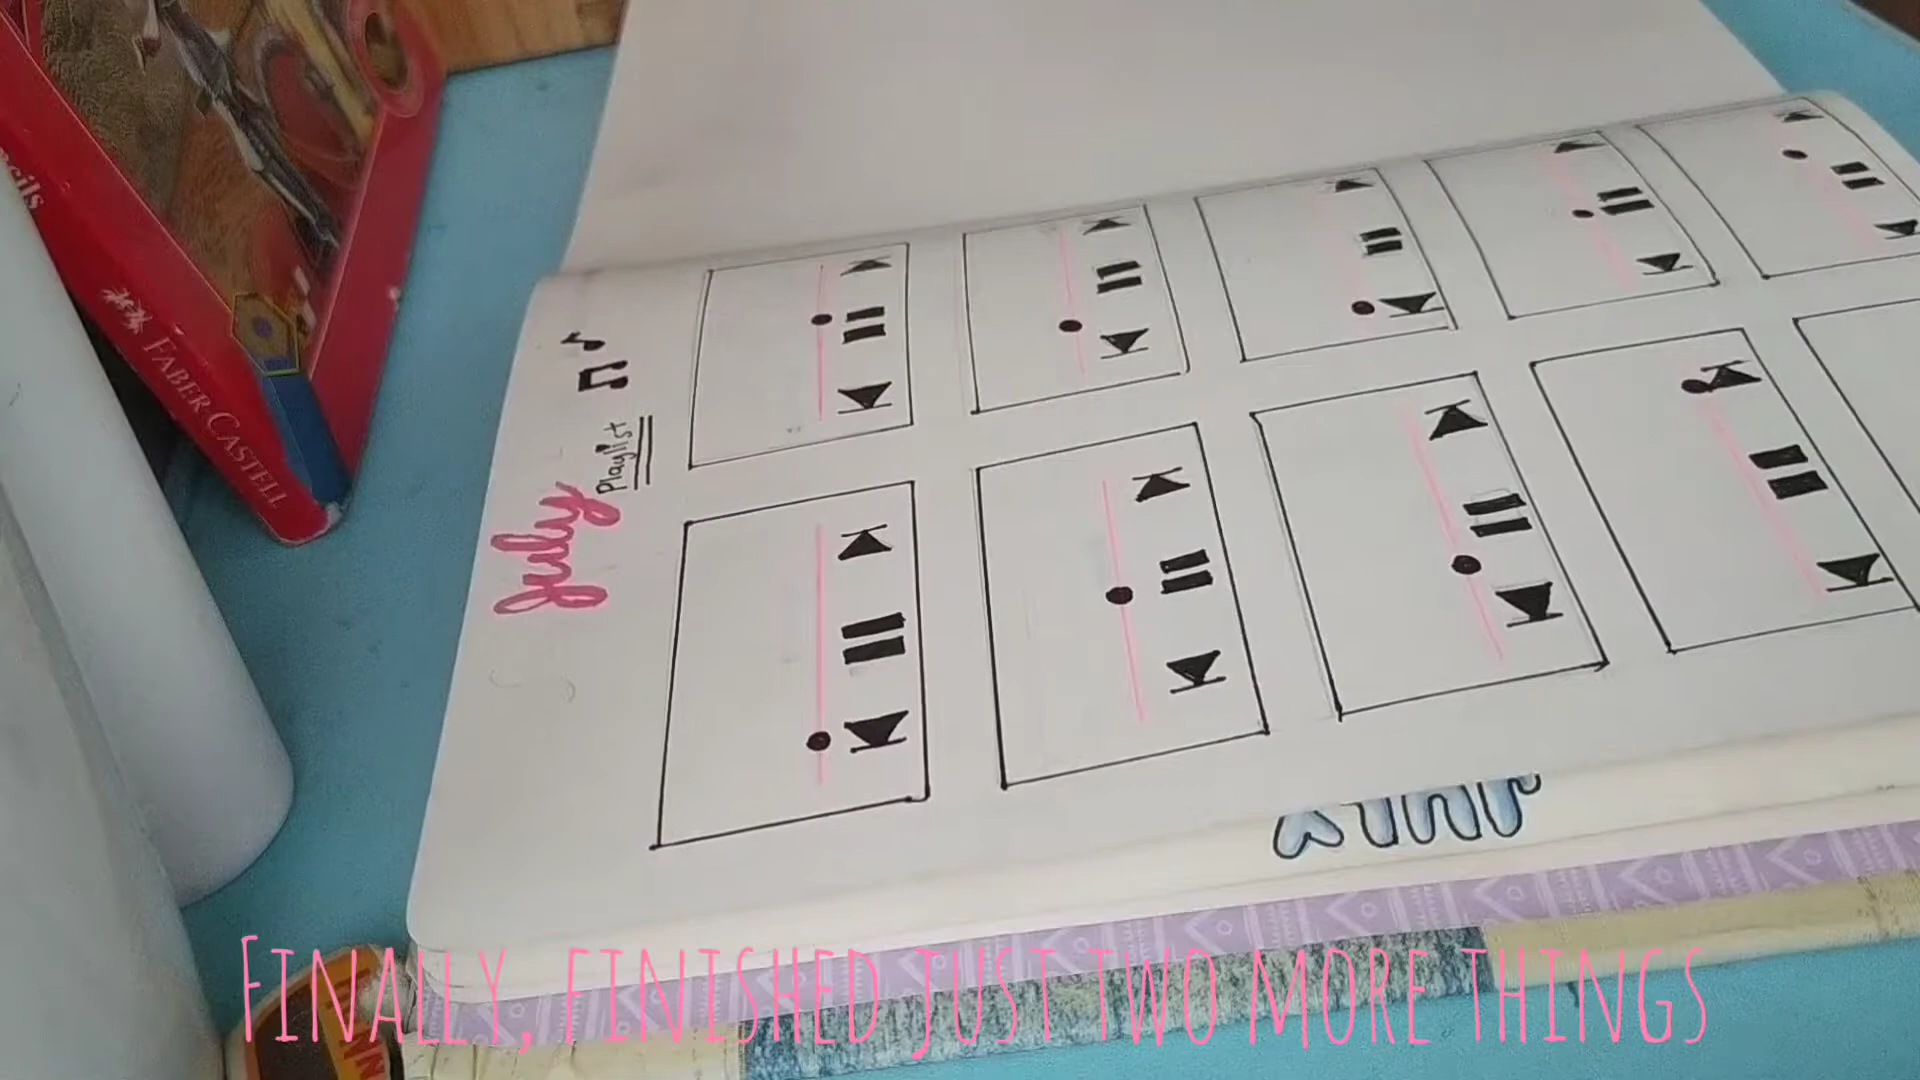 July
Playlist
FABER CASTELL
FINALLY, FINISHED JUST TWO MORE THINGS